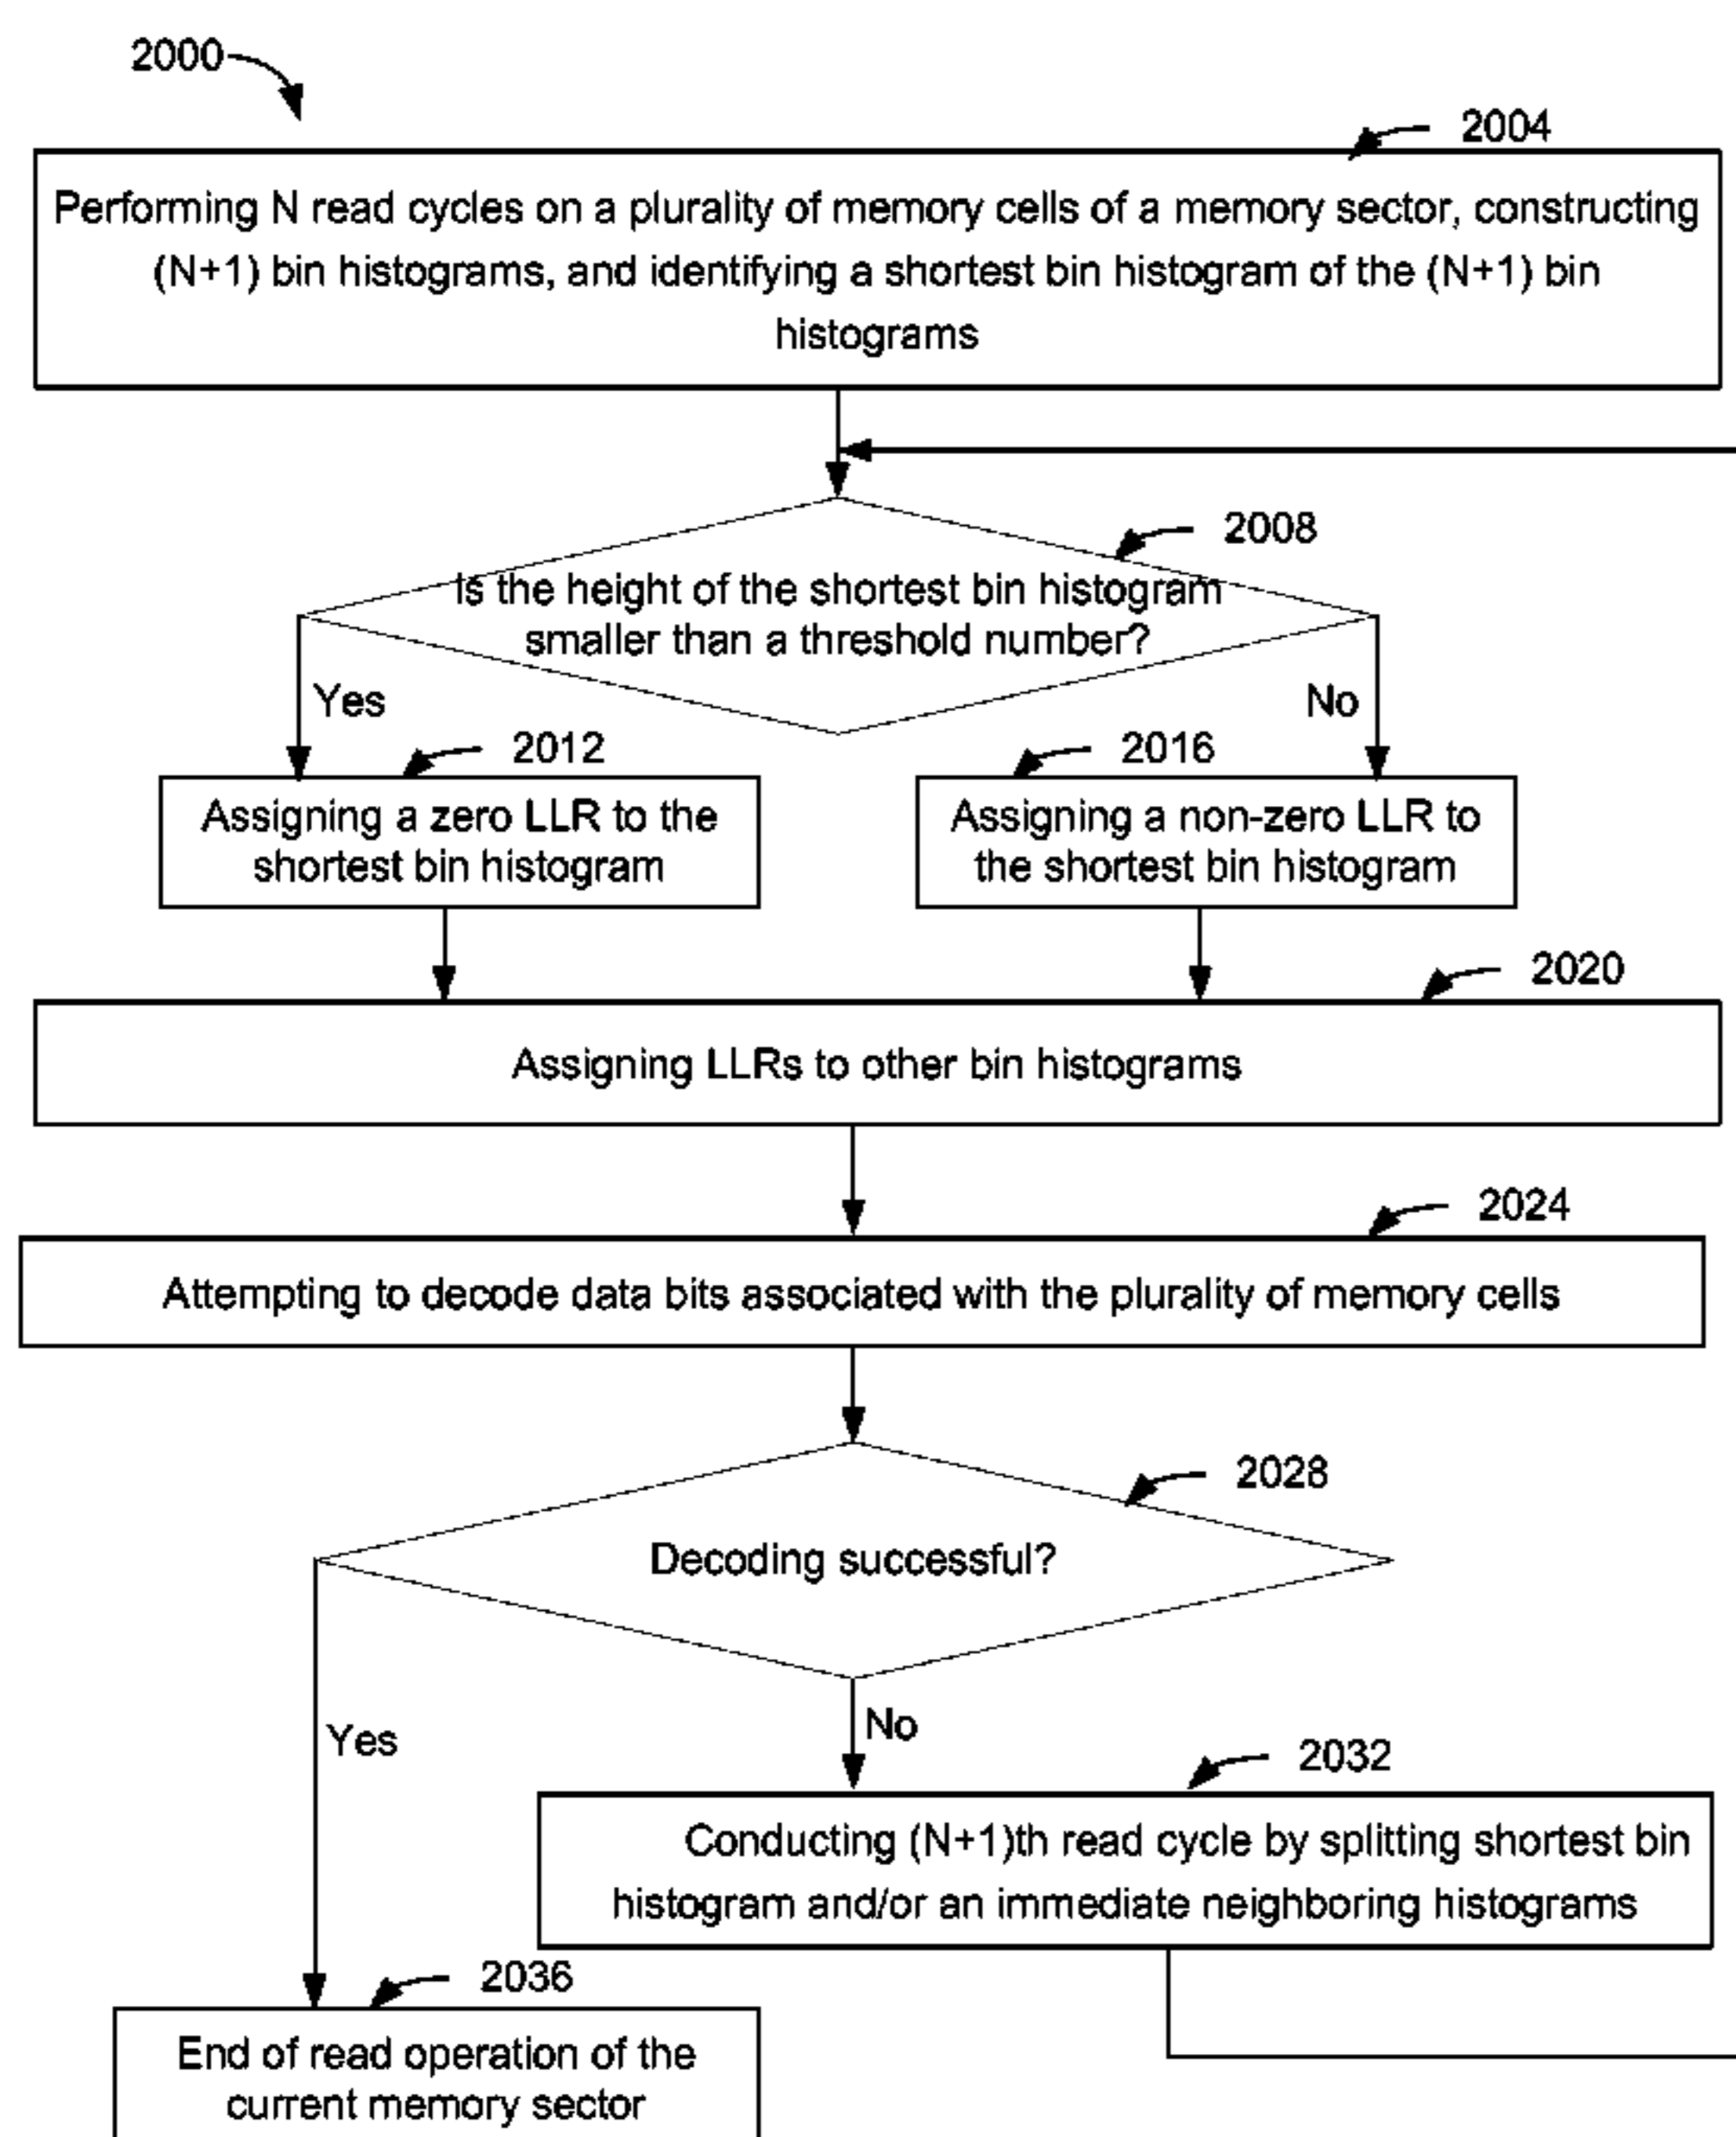 2000
2004
Performing N read cycles on a plurality of memory cells of a memory sector, constructing
(N+1) bin histograms, and identifying a shortest bin histogram of the (N+1) bin
histograms
2008
Is the height of the shortest bin histogram
smaller than a threshold number?
Yes
No
2012
2016
Assigning a zero LLR to the
shortest bin histogram
Assigning a non-zero LLR to
the shortest bin histogram
2020
Assigning LLRs to other bin histograms
2024
Attempting to decode data bits associated with the plurality of memory cells
2028
Decoding successful?
No
Yes
2032
Conducting (N+1)th read cycle by splitting shortest bin
histogram and/or an immediate neighboring histograms
2036
End of read operation of the
current memory sector